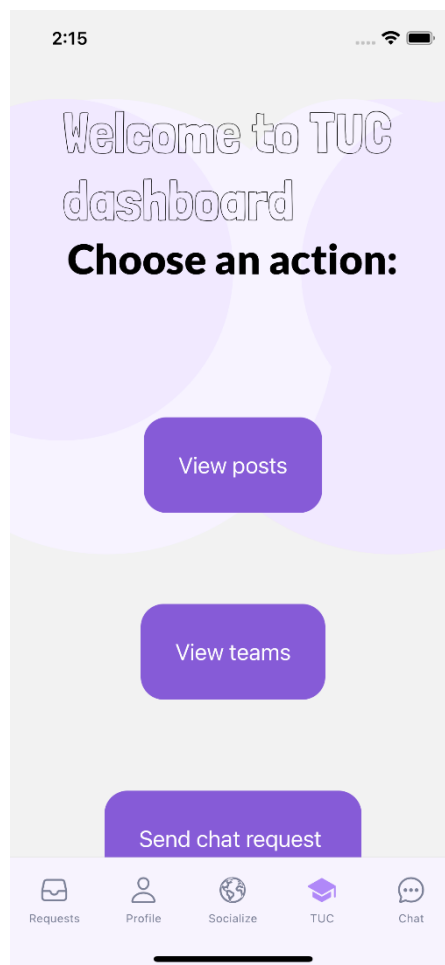 2:15
Welcome to TUC
dashboard
Choose an action:
View posts
View teams
Send chat request
Requests
Profile
Socialize
TUC
Chat